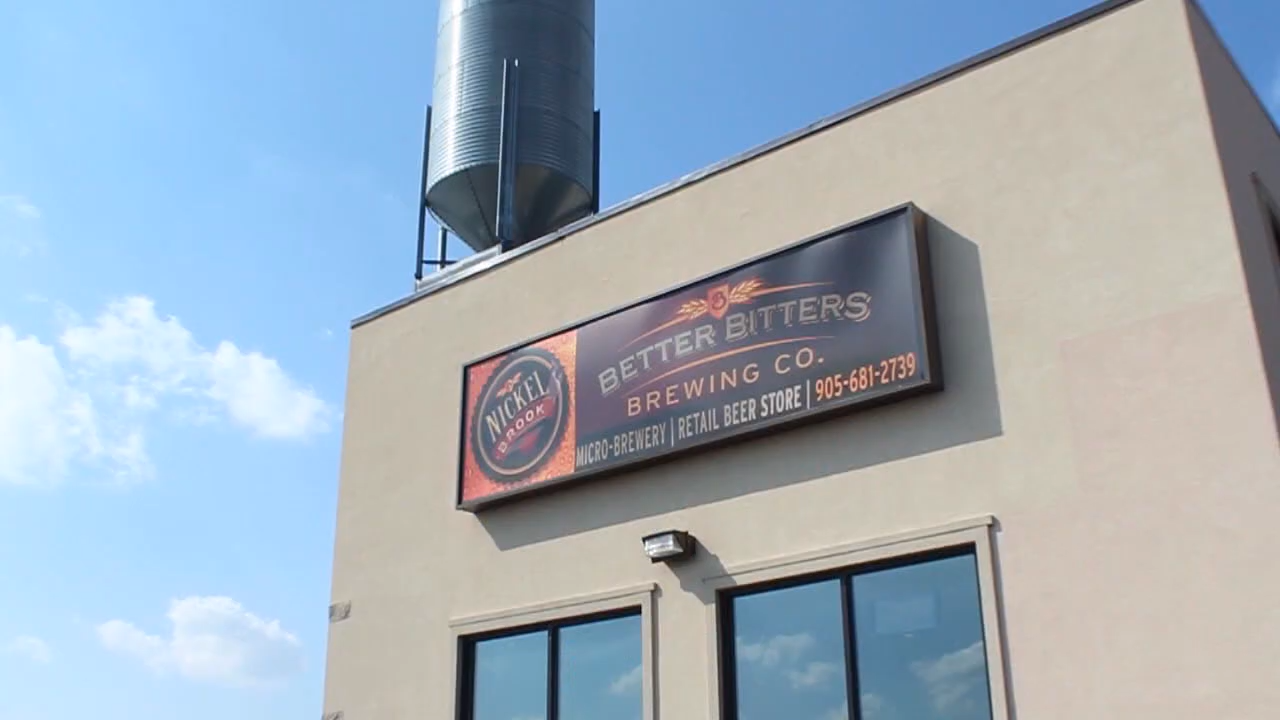 NICKEL
BROOK
B
BETTER BITTERS
BREWING CO.
MICRO-BREWERY | RETAIL BEER STORE | 905-681-2739